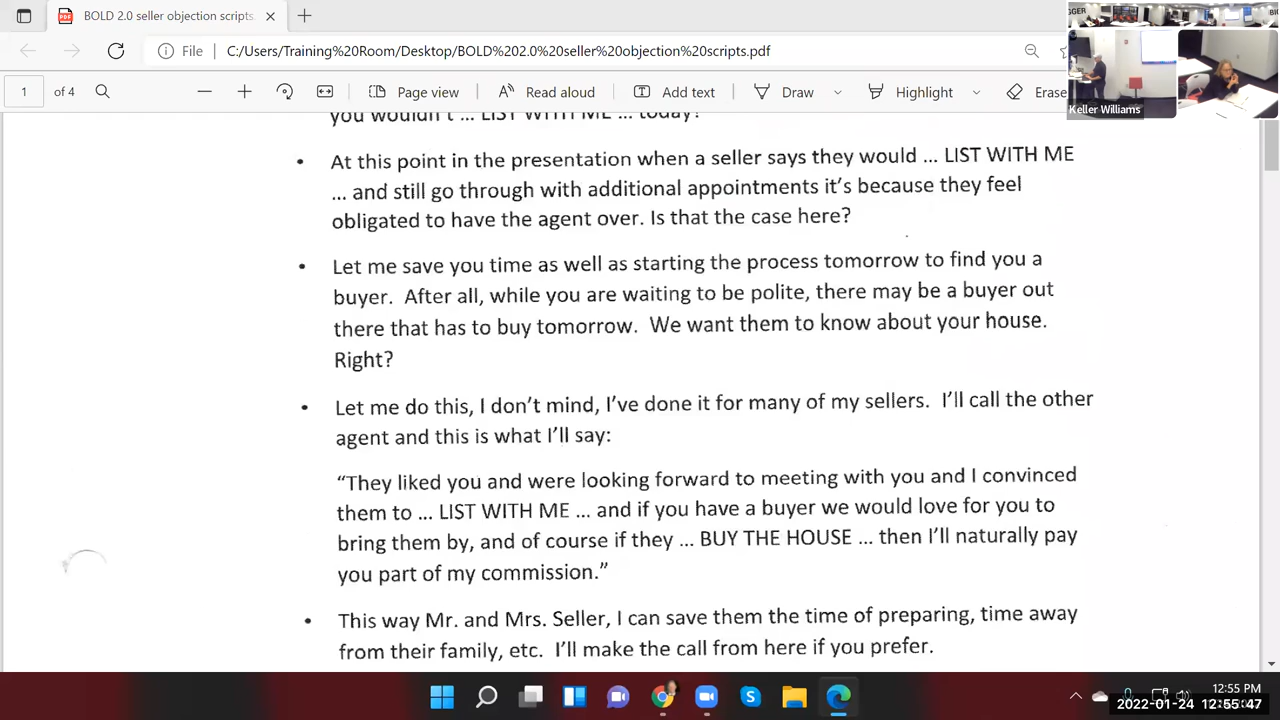 BOLD 2.0 seller objection scripts.
File C:/Users/Training%20Room/Desktop/BOLD%202.0%20seller%20objection%20scripts.pdf
1 of 4 Page view Read aloud Add text Draw Highlight Erase
Keller Williams
you wouldn't ... LIST WITH ME ... today?
• At this point in the presentation when a seller says they would ... LIST WITH ME
... and still go through with additional appointments it's because they feel
obligated to have the agent over. Is that the case here?
• Let me save you time as well as starting the process tomorrow to find you a
buyer. After all, while you are waiting to be polite, there may be a buyer out
there that has to buy tomorrow. We want them to know about your house.
Right?
• Let me do this, I don't mind, I've done it for many of my sellers. I'll call the other
agent and this is what I'll say:
“They liked you and were looking forward to meeting with you and I convinced
them to ... LIST WITH ME ... and if you have a buyer we would love for you to
bring them by, and of course if they ... BUY THE HOUSE ... then I'll naturally pay
you part of my commission.”
• This way Mr. and Mrs. Seller, I can save them the time of preparing, time away
from their family, etc. I'll make the call from here if you prefer.
12:55 PM
2022-01-24 12:55:47